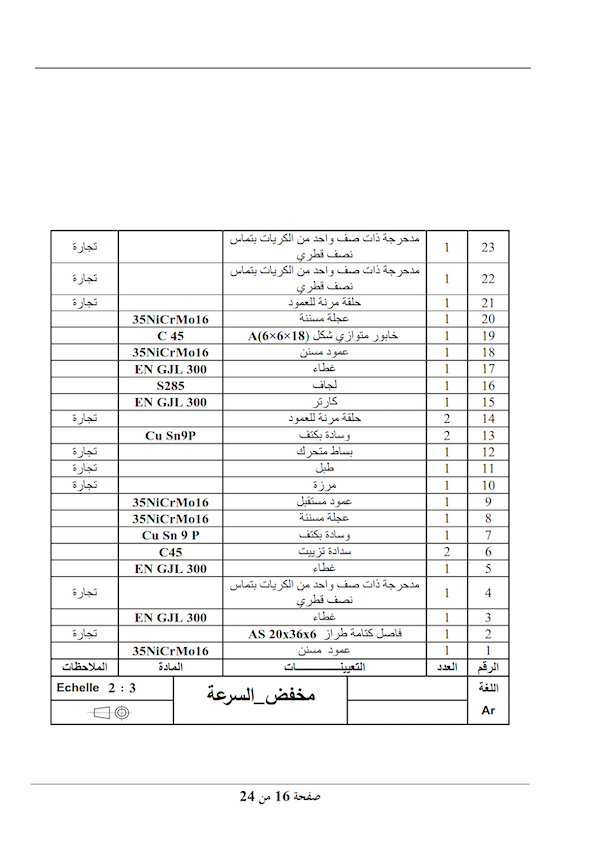 23 1 مدحرجة ذات صف واحد من الكريات بتماس تجارة
نصف قطري
22 1 مدحرجة ذات صف واحد من الكريات بتماس تجارة
نصف قطري
21 1 حلقة مرنة للعمود تجارة
20 1 عجلة مسننة 35NiCrMo16
19 1 خابور متوازي شكل A(6×6×18) C 45
18 1 عمود مسنن 35NiCrMo16
17 1 غطاء EN GJL 300
16 1 لجاف S285
15 1 كارتر EN GJL 300
14 2 حلقة مرنة للعمود تجارة
13 2 وسادة بكتف Cu Sn9P
12 1 بساط متحرك تجارة
11 1 طبل تجارة
10 1 مرزة تجارة
9 1 عمود مستقبل 35NiCrMo16
8 1 عجلة مسننة 35NiCrMo16
7 1 وسادة بكتف Cu Sn 9 P
6 2 سدادة تزييت C45
5 1 غطاء EN GJL 300
4 1 مدحرجة ذات صف واحد من الكريات بتماس تجارة
نصف قطري
3 1 غطاء EN GJL 300
2 1 فاصل كتامة طراز AS 20x36x6 تجارة
1 1 عمود مسنن 35NiCrMo16
الرقم العدد التعيينـــــــــات المادة الملاحظات
اللغة
Ar
مخفض_السرعة
Echelle 2 : 3
صفحة 16 من 24